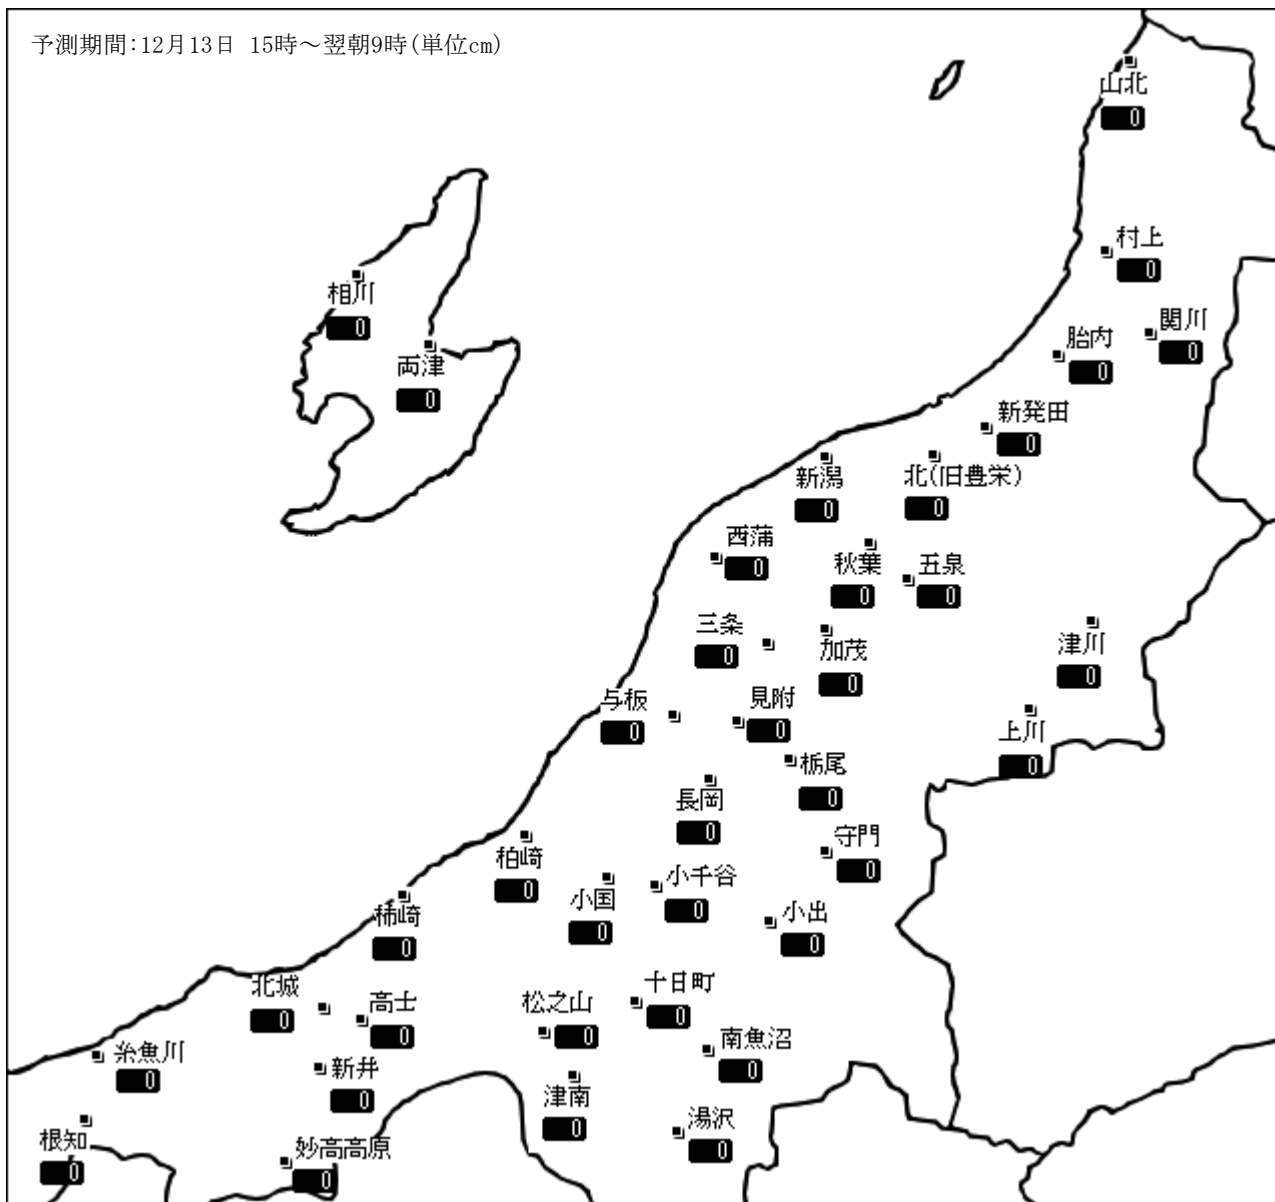 予測期間:12月13日 15時～翌朝9時(単位cm)
山北
0
村上
0
相川
0
関川
0
胎内
0
両津
0
新発田
0
新潟
0
北(旧豊栄)
0
西蒲
0
秋葉
0
五泉
0
三条
0
加茂
0
津川
0
与板
0
見附
0
上川
0
栃尾
0
長岡
0
守門
0
柏崎
0
小千谷
0
小国
0
小出
0
柿崎
0
北城
0
高士
0
松之山
0
十日町
0
南魚沼
0
糸魚川
0
新井
0
津南
0
湯沢
0
根知
0
妙高高原
0